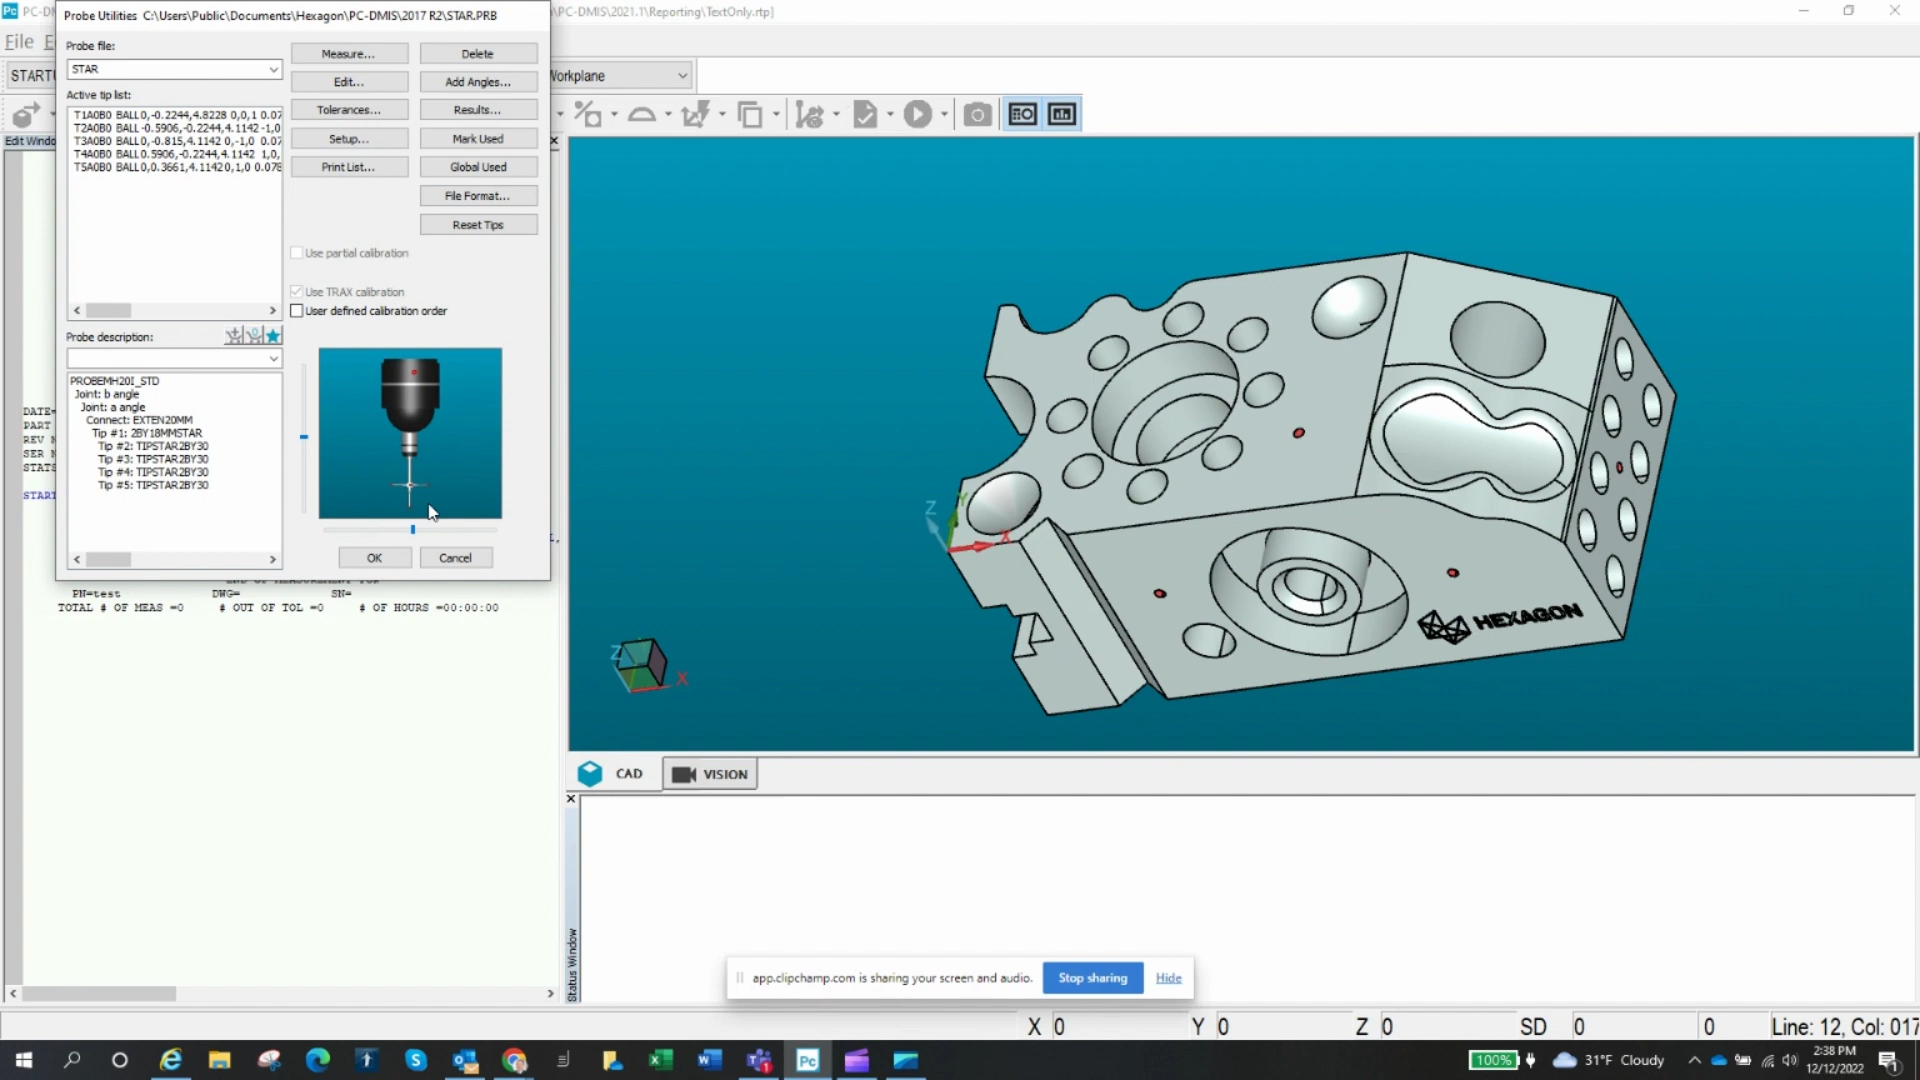 Probe Utilities C:\Users\Public\Documents\Hexagon\PC-DMIS\2017 R2\STAR.PRB
PC-DMIS\2021.1\Reporting\TextOnly.rtp]
File
Probe file:
STAR
Measure...
Delete
Edit...
Add Angles...
Tolerances...
Results...
Setup...
Mark Used
Print List...
Global Used
File Format...
Reset Tips
Workplane
Active tip list:
T1A0B0 BALL 0,-0.2244,4.8228 0,0,1 0.07
T2A0B0 BALL -0.5906,-0.2244,4.1142 -1,0
T3A0B0 BALL 0,-0.815,4.1142 0,-1,0 0.07
T4A0B0 BALL 0.5906,-0.2244,4.1142 1,0,
T5A0B0 BALL 0,0.3661,4.1142 0,1,0 0.078
Use partial calibration
Use TRAX calibration
User defined calibration order
Probe description:
PROBEMH20I_STD
Joint: b angle
Joint: a angle
Connect: EXTEN20MM
Tip #1: 2BY18MMSTAR
Tip #2: TIPSTAR2BY30
Tip #3: TIPSTAR2BY30
Tip #4: TIPSTAR2BY30
Tip #5: TIPSTAR2BY30
OK
Cancel
DATE=
PART
SER
STATS
PN=test DWG= SN=
TOTAL # OF MEAS =0 # OUT OF TOL =0 # OF HOURS =00:00:00
Z
Y
X
HEXAGON
Z
X
CAD
VISION
Status Window
app.clipchamp.com is sharing your screen and audio.
Stop sharing
Hide
X 0
Y 0
Z 0
SD 0
0
Line: 12, Col: 017
100%
31°F Cloudy
2:38 PM
12/12/2022